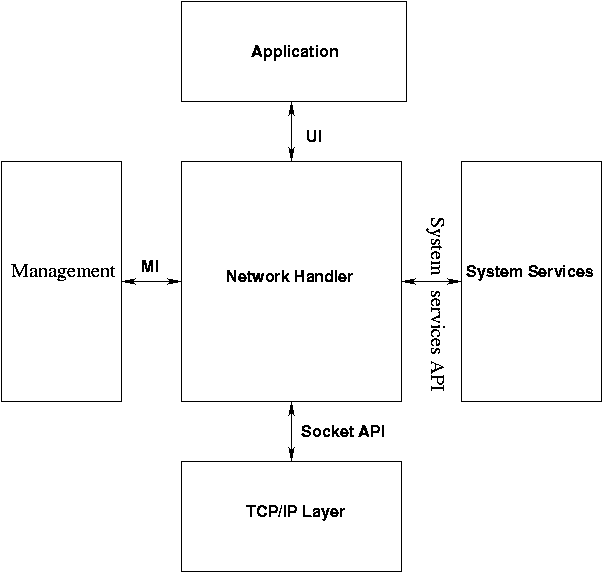 Application
UI
Management
MI
Network Handler
System services API
System Services
Socket API
TCP/IP Layer